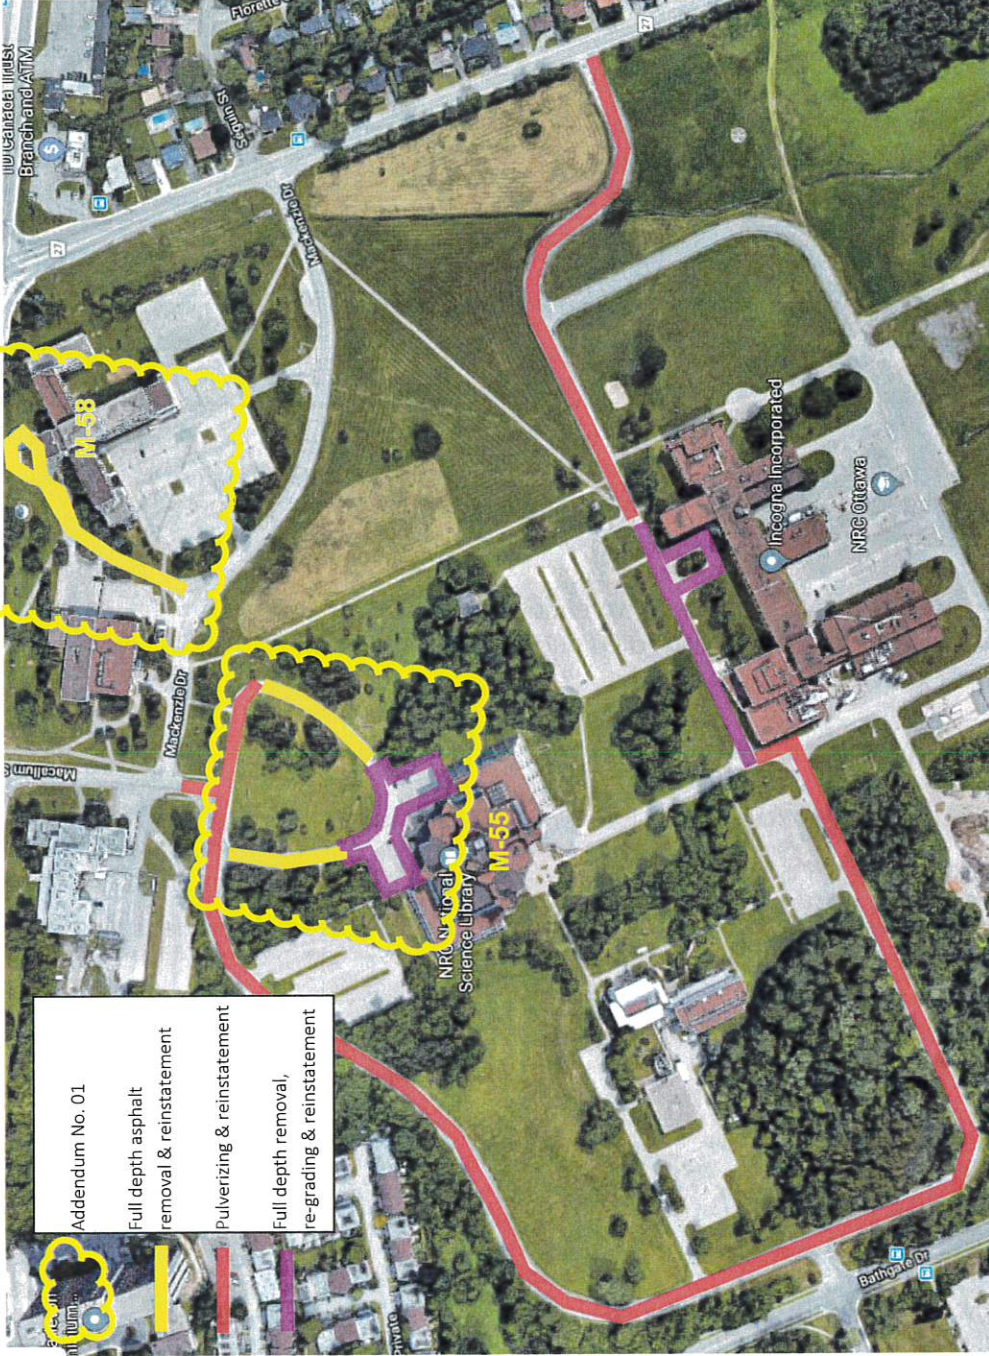 Addendum No. 01
Full depth asphalt
removal & reinstatement
Pulverizing & reinstatement
Full depth removal,
re-grading & reinstatement
TD Canada Trust
Branch and ATM
$
27
27
Florette
Seguin St
Mackenzie Dr
Mackenzie Dr
Macallum S
M-58
M-55
NRC National
Science Library
Incogna Incorporated
NRC Ottawa
Bathgate Dr
Private